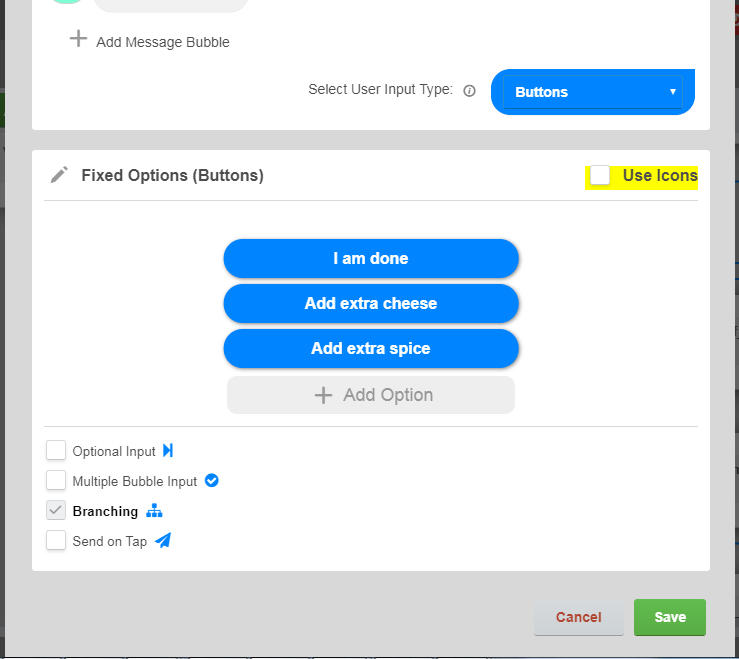 Add Message Bubble
Select User Input Type:
Buttons
Fixed Options (Buttons)
Use Icons
I am done
Add extra cheese
Add extra spice
Add Option
Optional Input
Multiple Bubble Input
Branching
Send on Tap
Cancel
Save